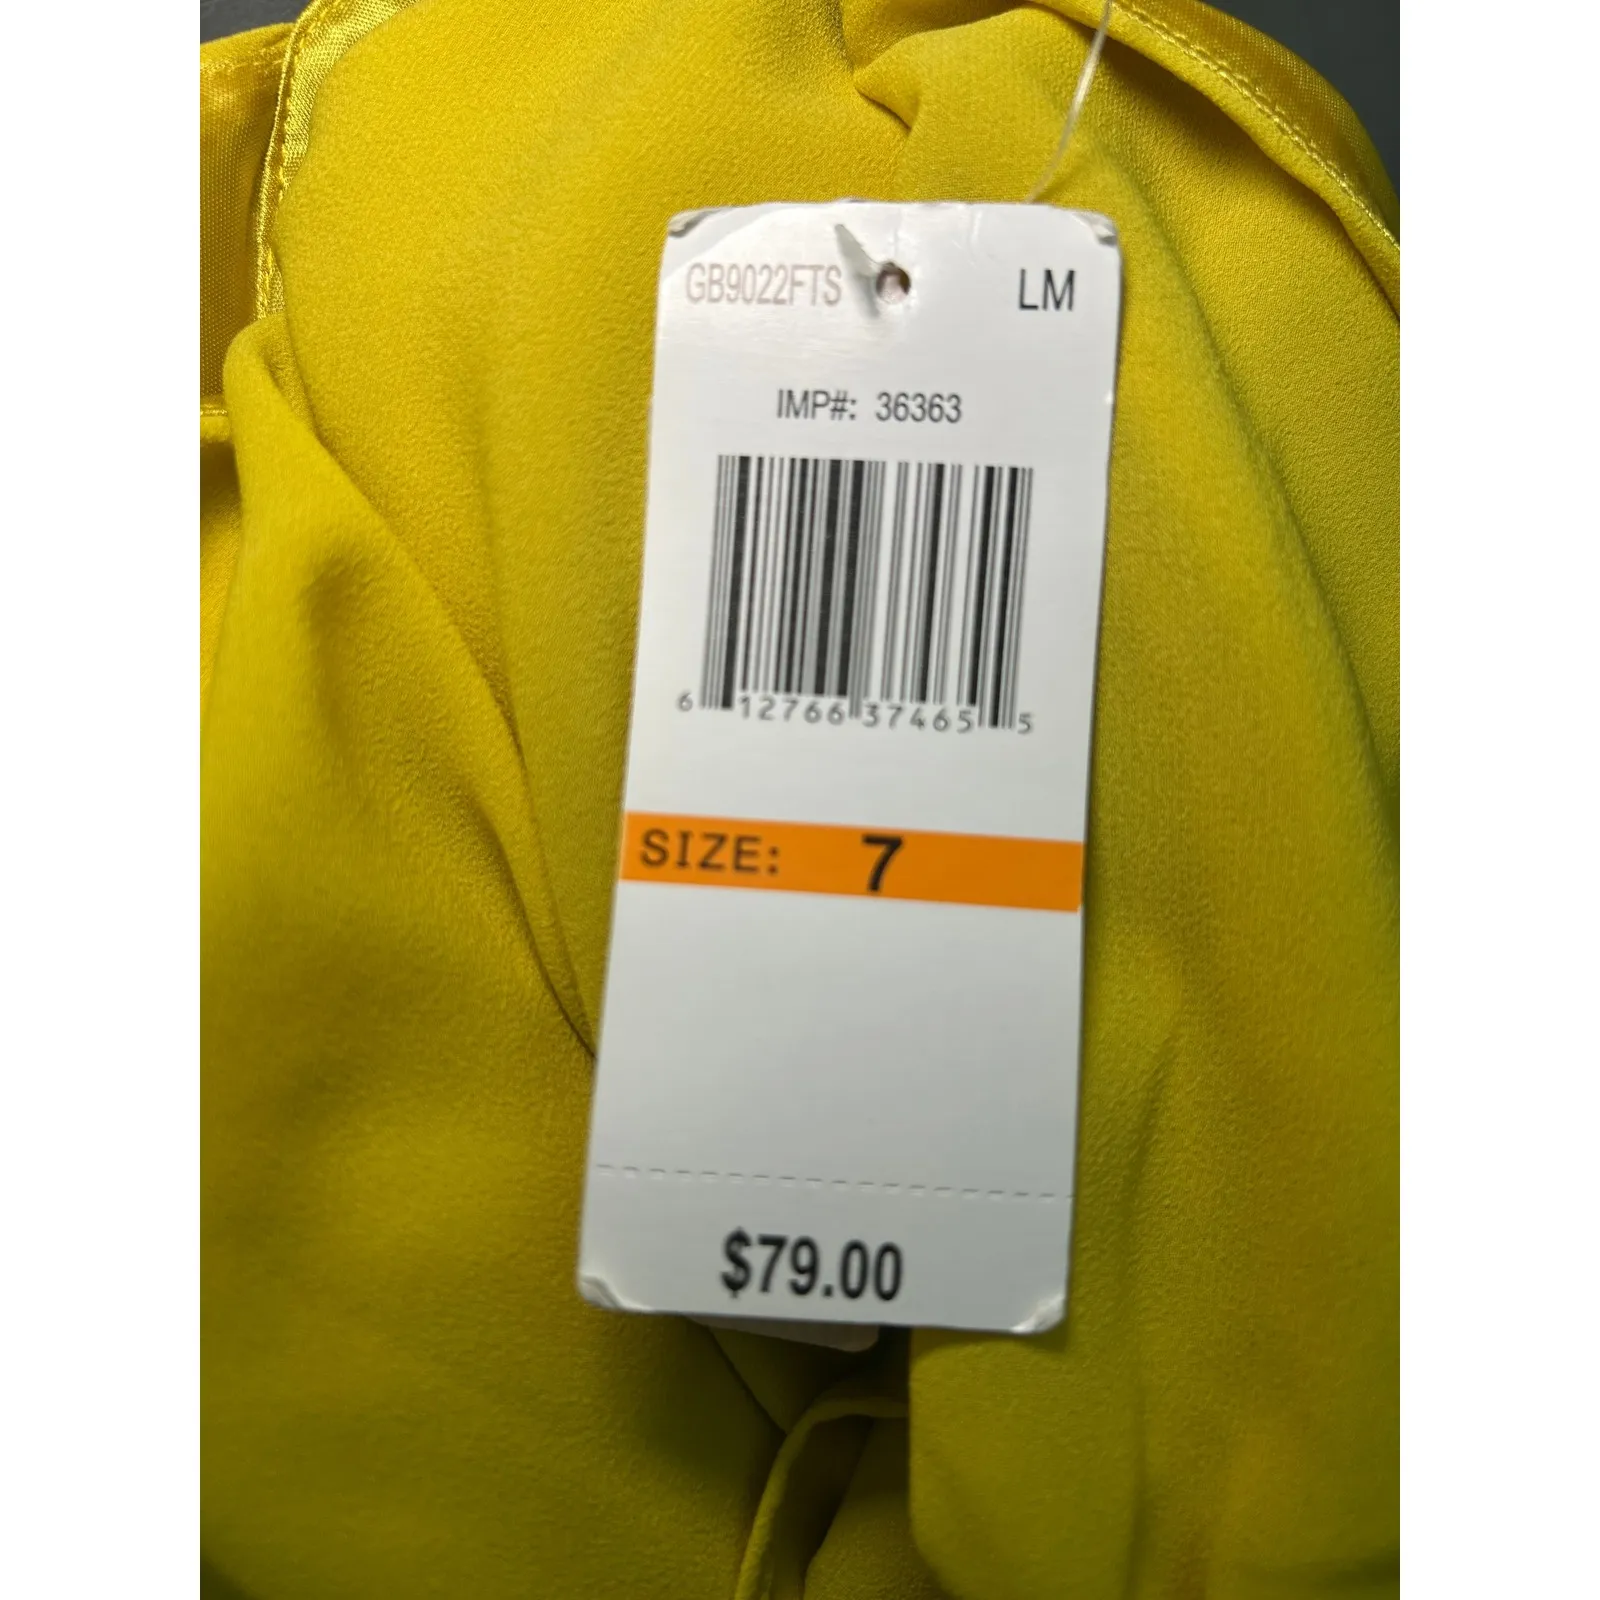 GB9022FTS LM
IMP#: 36363
6 12766 37465 5
SIZE: 7
$79.00